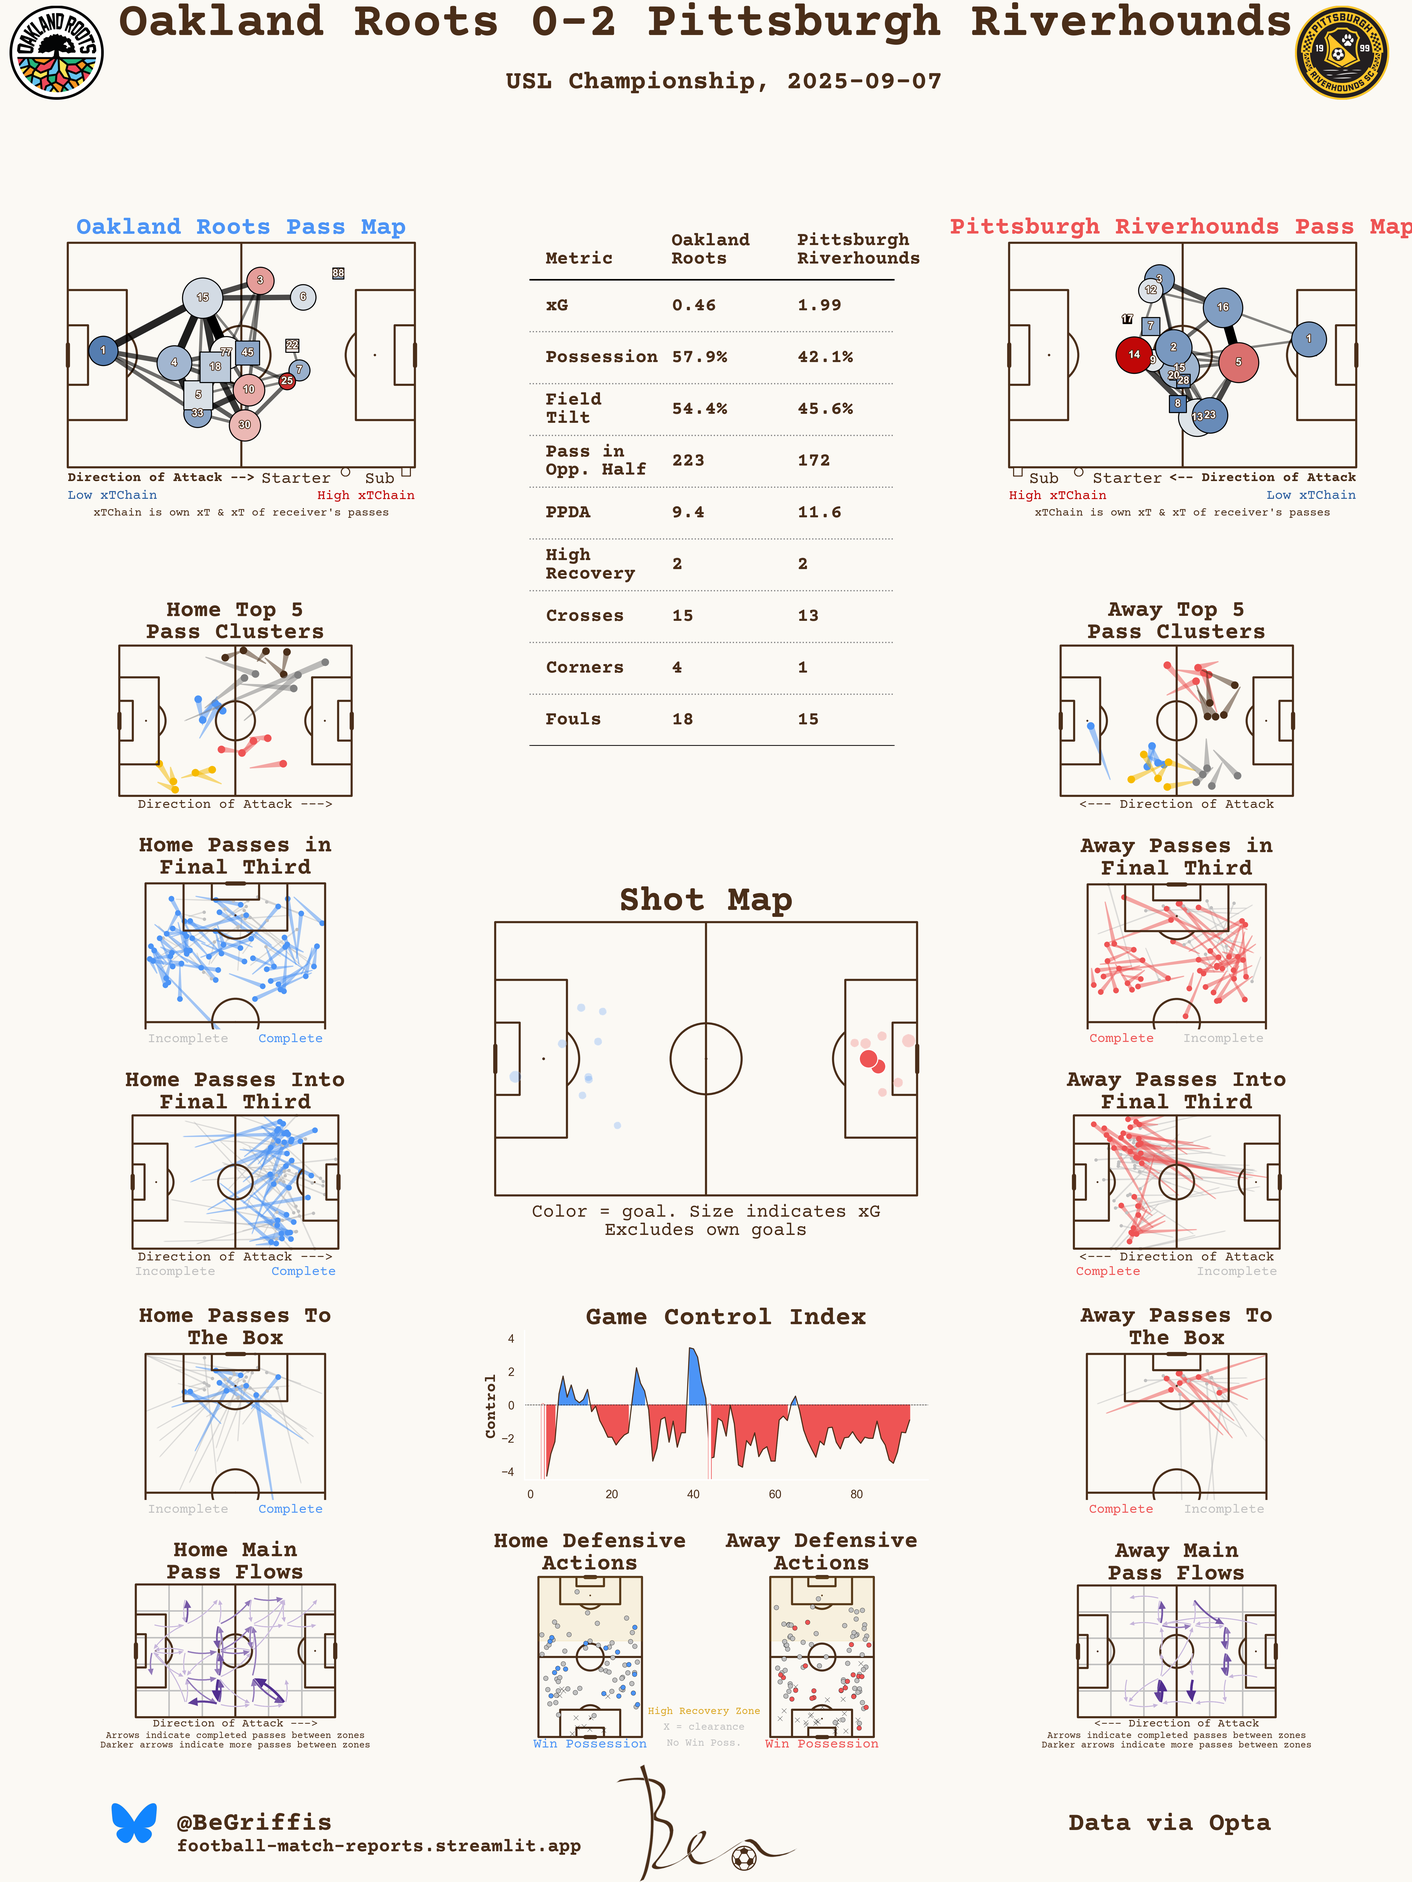 Oakland Roots 0-2 Pittsburgh Riverhounds
USL Championship, 2025-09-07
OAKLAND ROOTS
PITTSBURGH
19 99
RIVERHOUNDS SC
Oakland Roots Pass Map
3
88
15
6
1
77
45
22
4
18
7
25
5
10
33
30
Direction of Attack --> Starter Sub
Low xTChain High xTChain
xTChain is own xT & xT of receiver's passes
Metric Oakland Roots Pittsburgh Riverhounds
xG 0.46 1.99
Possession 57.9% 42.1%
Field Tilt 54.4% 45.6%
Pass in Opp. Half 223 172
PPDA 9.4 11.6
High Recovery 2 2
Crosses 15 13
Corners 4 1
Fouls 18 15
Pittsburgh Riverhounds Pass Map
3
12
16
17
7
1
2
14
9
5
15
20
28
8
13
23
Sub Starter <-- Direction of Attack
High xTChain Low xTChain
xTChain is own xT & xT of receiver's passes
Home Top 5
Pass Clusters
Direction of Attack --->
Away Top 5
Pass Clusters
<--- Direction of Attack
Home Passes in
Final Third
Incomplete Complete
Away Passes in
Final Third
Complete Incomplete
Shot Map
Color = goal. Size indicates xG
Excludes own goals
Home Passes Into
Final Third
Direction of Attack --->
Incomplete Complete
Away Passes Into
Final Third
<--- Direction of Attack
Complete Incomplete
Home Passes To
The Box
Incomplete Complete
Game Control Index
Control
4
2
0
−2
−4
0 20 40 60 80
Away Passes To
The Box
Complete Incomplete
Home Main
Pass Flows
Direction of Attack --->
Arrows indicate completed passes between zones
Darker arrows indicate more passes between zones
Home Defensive
Actions
Win Possession
Away Defensive
Actions
Win Possession
High Recovery Zone
X = clearance
No Win Poss.
Away Main
Pass Flows
<--- Direction of Attack
Arrows indicate completed passes between zones
Darker arrows indicate more passes between zones
@BeGriffis
football-match-reports.streamlit.app
Ben
Data via Opta